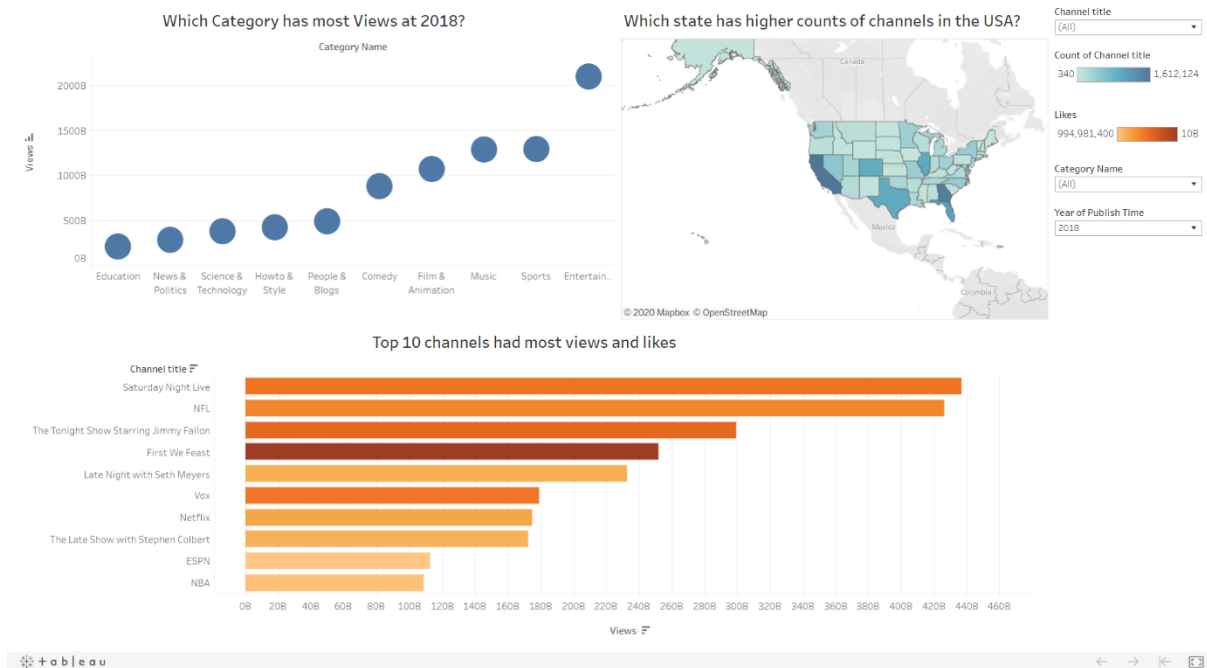 Which Category has most Views at 2018?
Category Name
Views
2000B
1500B
1000B
500B
0B
Education
News & Politics
Science & Technology
Howto & Style
People & Blogs
Comedy
Film & Animation
Music
Sports
Entertain..
Which state has higher counts of channels in the USA?
Canada
Mexico
Colombia
© 2020 Mapbox © OpenStreetMap
Channel title
(All)
Count of Channel title
340 1,612,124
Likes
994,981,400 10B
Category Name
(All)
Year of Publish Time
2018
Top 10 channels had most views and likes
Channel title
Saturday Night Live
NFL
The Tonight Show Starring Jimmy Fallon
First We Feast
Late Night with Seth Meyers
Vox
Netflix
The Late Show with Stephen Colbert
ESPN
NBA
0B 20B 40B 60B 80B 100B 120B 140B 160B 180B 200B 220B 240B 260B 280B 300B 320B 340B 360B 380B 400B 420B 440B 460B
Views
+ableau